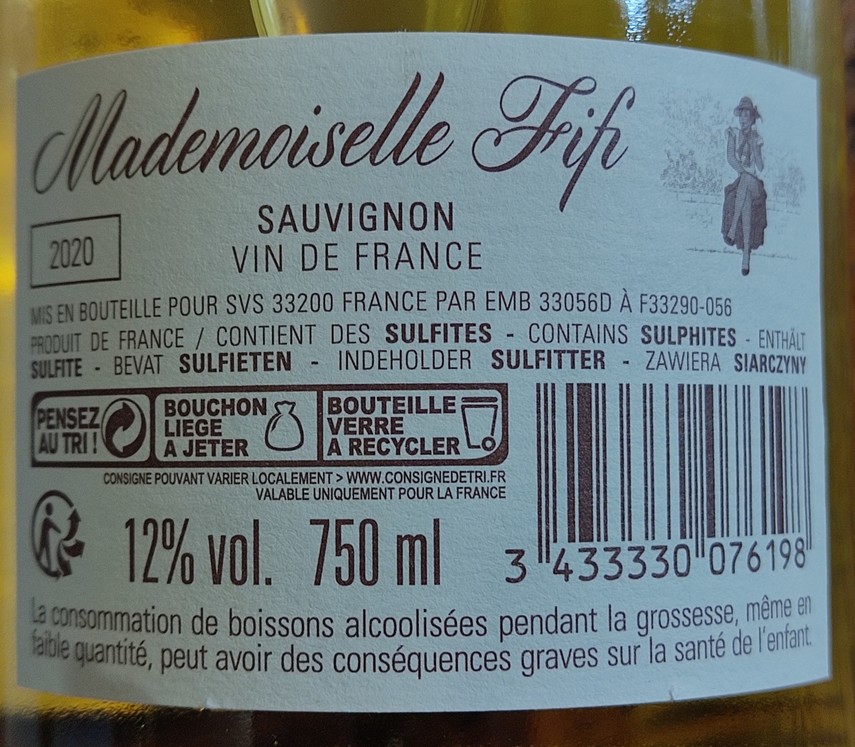 Mademoiselle Fifi
SAUVIGNON
2020
VIN DE FRANCE
MIS EN BOUTEILLE POUR SVS 33200 FRANCE PAR EMB 33056D À F33290-056
PRODUIT DE FRANCE / CONTIENT DES SULFITES - CONTAINS SULPHITES - ENTHÄLT
SULFITE - BEVAT SULFIETEN - INDEHOLDER SULFITTER - ZAWIERA SIARCZYNY
PENSEZ
AU TRI !
BOUCHON
LIEGE
A JETER
BOUTEILLE
VERRE
A RECYCLER
CONSIGNE POUVANT VARIER LOCALEMENT > WWW.CONSIGNEDETRI.FR
VALABLE UNIQUEMENT POUR LA FRANCE
12% vol. 750 ml
3 433330 076198
La consommation de boissons alcoolisées pendant la grossesse, même en
faible quantité, peut avoir des conséquences graves sur la santé de l'enfant.